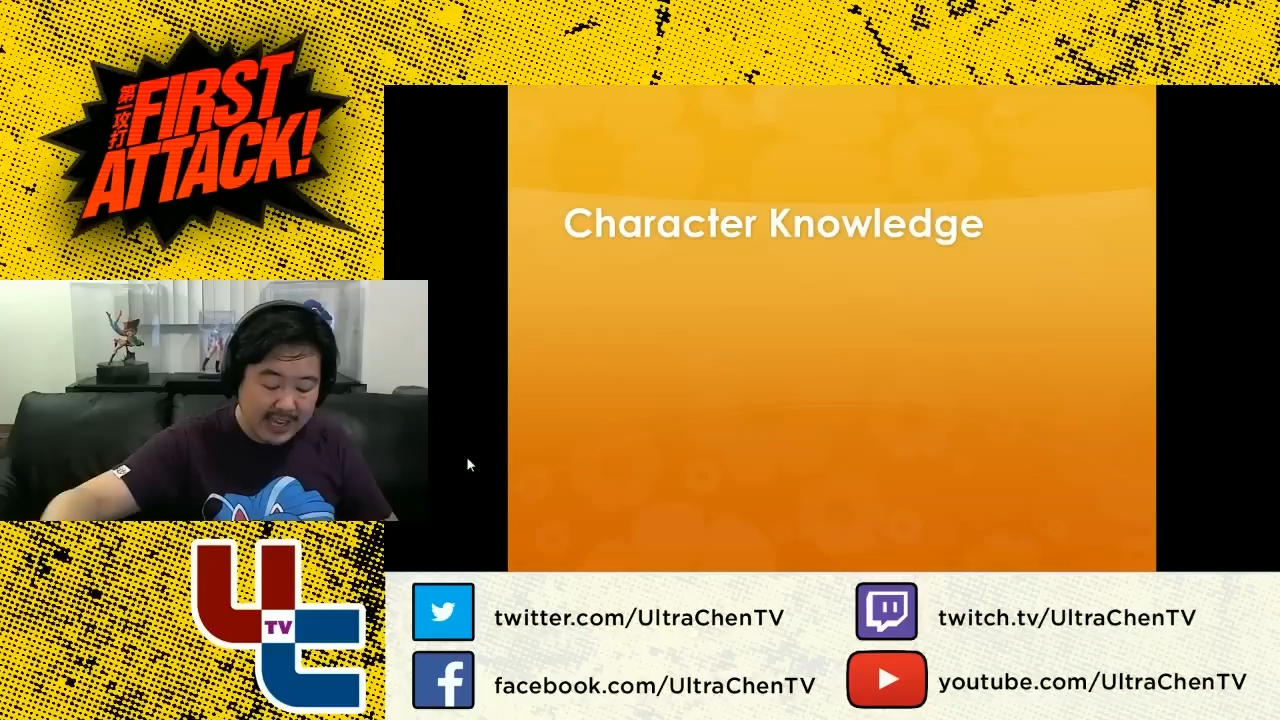 第一攻打
FIRST
ATTACK!
Character Knowledge
UC
TV
twitter.com/UltraChenTV
twitch.tv/UltraChenTV
facebook.com/UltraChenTV
youtube.com/UltraChenTV